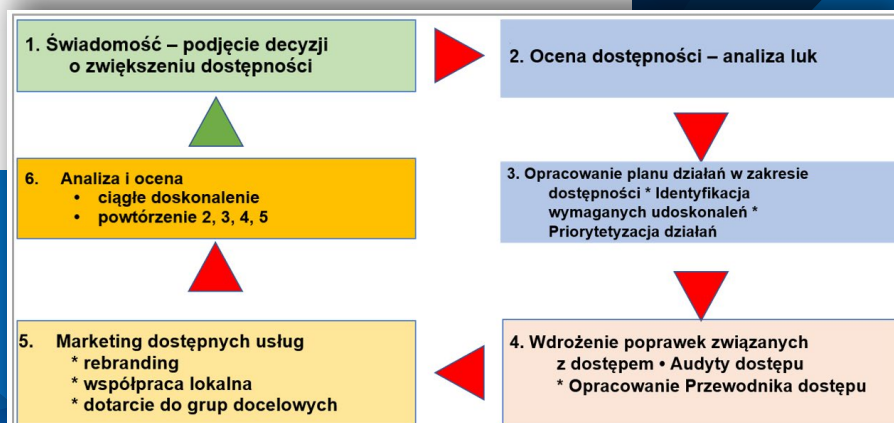 1. Świadomość – podjęcie decyzji
o zwiększeniu dostępności
2. Ocena dostępności – analiza luk
3. Opracowanie planu działań w zakresie
dostępności * Identyfikacja
wymaganych udoskonaleń *
Priorytetyzacja działań
4. Wdrożenie poprawek związanych
z dostępem • Audyty dostępu
* Opracowanie Przewodnika dostępu
5. Marketing dostępnych usług
* rebranding
* współpraca lokalna
* dotarcie do grup docelowych
6. Analiza i ocena
• ciągłe doskonalenie
• powtórzenie 2, 3, 4, 5